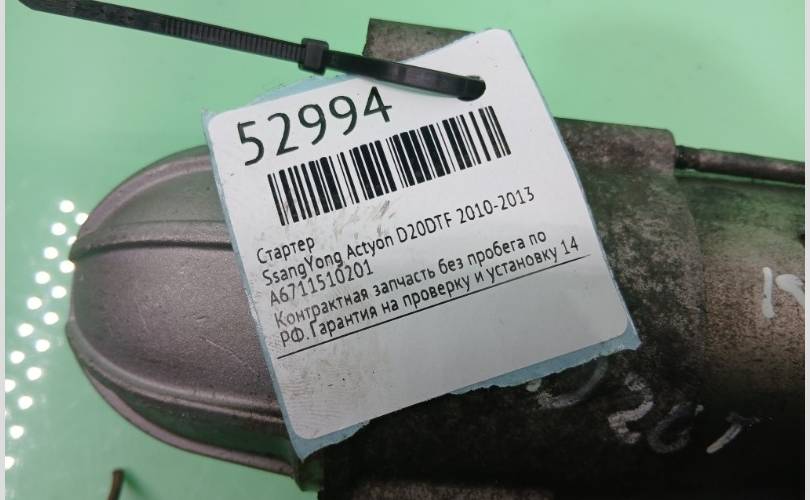 52994
Стартер
SsangYong Actyon D20DTF 2010-2013
A6711510201
Контрактная запчасть без пробега по
РФ.Гарантия на проверку и установку 14